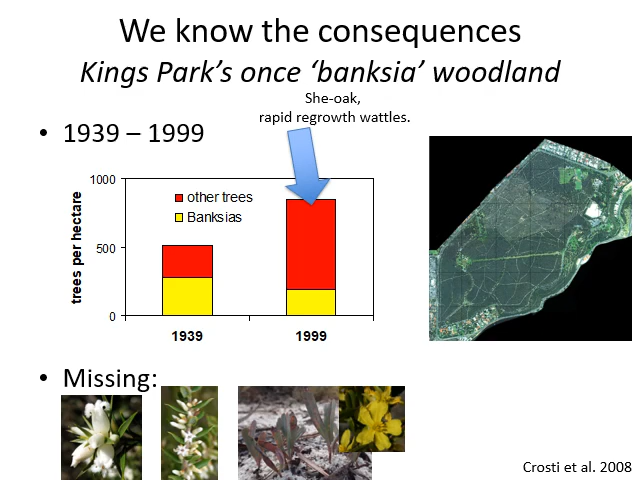 We know the consequences
Kings Park's once ‘banksia’ woodland
She-oak,
rapid regrowth wattles.
• 1939 – 1999
trees per hectare
1000
500
0
other trees
Banksias
1939
1999
• Missing:
Crosti et al. 2008